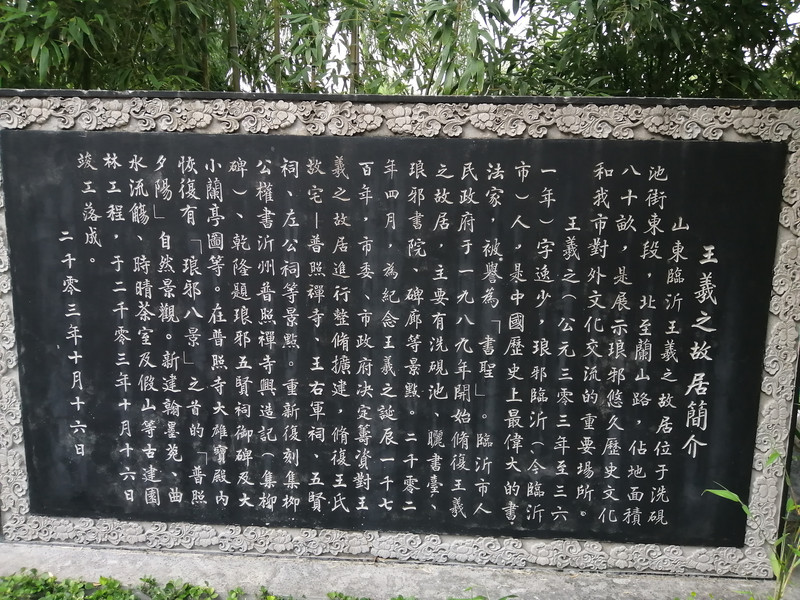 王羲之故居簡介
山東臨沂王羲之故居位于洗硯
池街東段，北至蘭山路，佔地面積
八十畝，是展示琅邪悠久歷史文化
和我市對外文化交流的重要場所。
王羲之（公元三零三年至三六
一年）字逸少，琅邪臨沂（今臨沂
市）人，是中國歷史上最偉大的書
法家，被譽為「書聖」。臨沂市人
民政府于一九八九年開始脩復王羲
之故居，主要有洗硯池、曬書臺、
琅邪書院、碑廊等景點。二千零二
年四月，為紀念王羲之誕辰一千七
百年，市委、市政府決定籌資對王
羲之故居進行整脩擴建，脩復王氏
故宅—普照禪寺、王右軍祠、五賢
祠、左公祠等景點。重新復刻集柳
公權書沂州普照禪寺興造記（集柳
碑）、乾隆題琅邪五賢祠御碑及大
小蘭亭圖等。在普照寺大雄寶殿內
恢復有「琅邪八景」之首的「普照
夕陽」自然景觀。新建翰墨苑、曲
水流觴、時晴茶室及假山等古建園
林工程，于二千零三年十月十六日
竣工落成。
二千零三年十月十六日